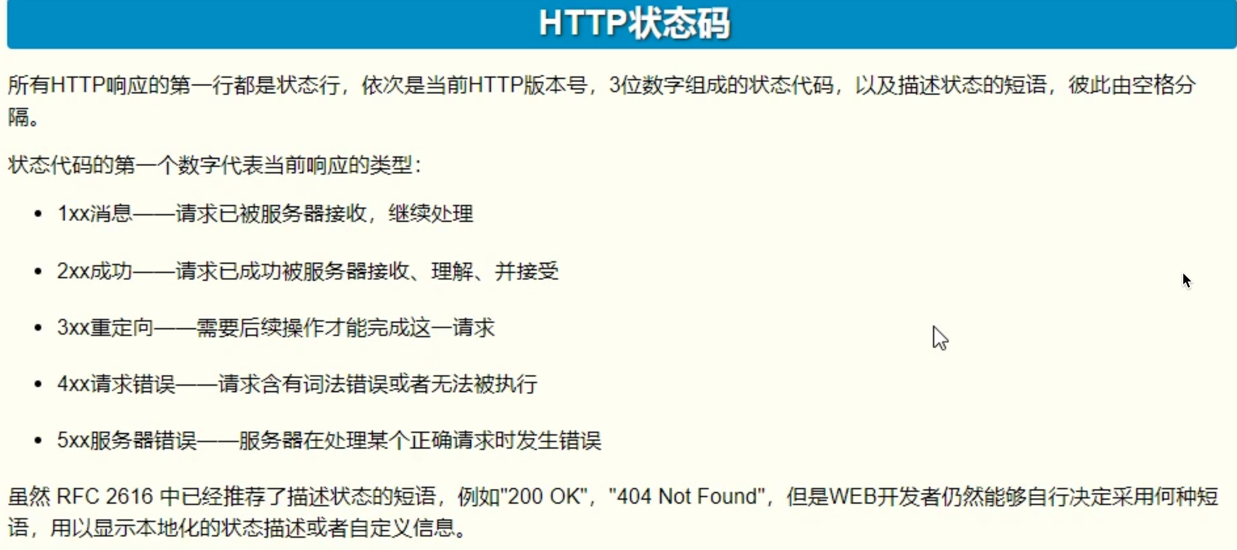 HTTP状态码
所有HTTP响应的第一行都是状态行，依次是当前HTTP版本号，3位数字组成的状态代码，以及描述状态的短语，彼此由空格分
隔。
状态代码的第一个数字代表当前响应的类型：
• 1xx消息——请求已被服务器接收，继续处理
• 2xx成功——请求已成功被服务器接收、理解、并接受
• 3xx重定向——需要后续操作才能完成这一请求
• 4xx请求错误——请求含有词法错误或者无法被执行
• 5xx服务器错误——服务器在处理某个正确请求时发生错误
虽然 RFC 2616 中已经推荐了描述状态的短语，例如"200 OK"，"404 Not Found"，但是WEB开发者仍然能够自行决定采用何种短
语，用以显示本地化的状态描述或者自定义信息。